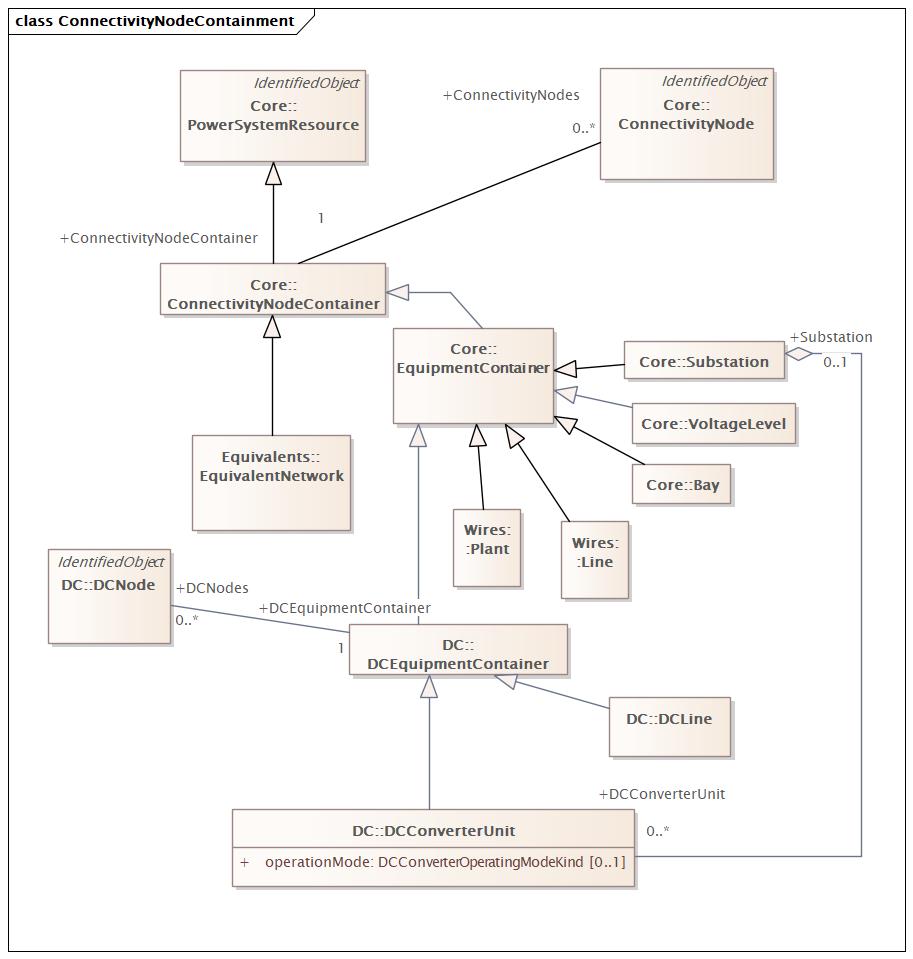 class ConnectivityNodeContainment
IdentifiedObject
Core::
PowerSystemResource
+ConnectivityNodes
0..*
IdentifiedObject
Core::
ConnectivityNode
1
+ConnectivityNodeContainer
Core::
ConnectivityNodeContainer
Core::
EquipmentContainer
Core::Substation
+Substation
0..1
Core::VoltageLevel
Core::Bay
Equivalents::
EquivalentNetwork
Wires:
:Plant
Wires:
:Line
IdentifiedObject
DC::DCNode
+DCNodes
0..*
+DCEquipmentContainer
1
DC::
DCEquipmentContainer
DC::DCLine
+DCConverterUnit
0..*
DC::DCConverterUnit
+ operationMode: DCConverterOperatingModeKind [0..1]